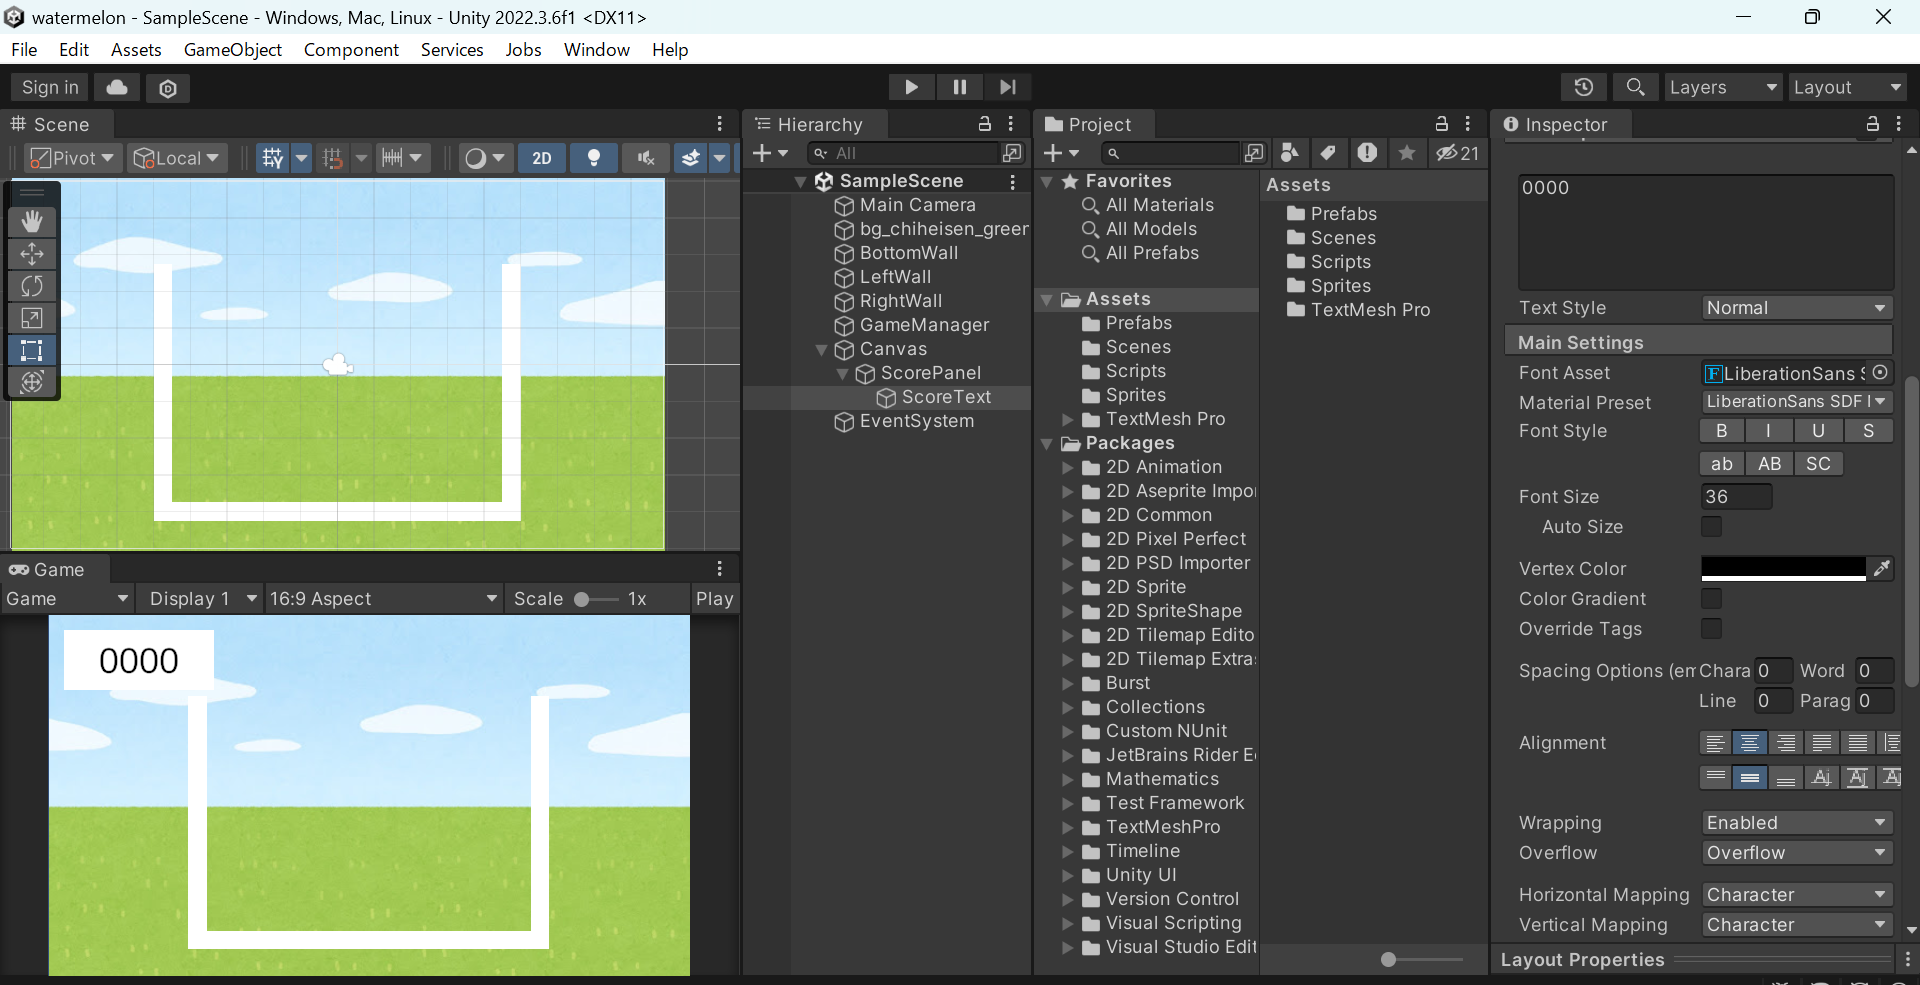 watermelon - SampleScene - Windows, Mac, Linux - Unity 2022.3.6f1 <DX11>
File Edit Assets GameObject Component Services Jobs Window Help
Sign in
Layers
Layout
Scene
Pivot
Local
2D
Game
Game
Display 1
16:9 Aspect
Scale
1x
Play
0000
Hierarchy
All
SampleScene
Main Camera
bg_chiheisen_greer
BottomWall
LeftWall
RightWall
GameManager
Canvas
ScorePanel
ScoreText
EventSystem
Project
21
Favorites
All Materials
All Models
All Prefabs
Assets
Prefabs
Scenes
Scripts
Sprites
TextMesh Pro
Packages
2D Animation
2D Aseprite Impo
2D Common
2D Pixel Perfect
2D PSD Importer
2D Sprite
2D SpriteShape
2D Tilemap Edito
2D Tilemap Extra
Burst
Collections
Custom NUnit
JetBrains Rider E
Mathematics
Test Framework
TextMeshPro
Timeline
Unity UI
Version Control
Visual Scripting
Visual Studio Edit
Assets
Prefabs
Scenes
Scripts
Sprites
TextMesh Pro
Inspector
0000
Text Style Normal
Main Settings
Font Asset F LiberationSans S
Material Preset LiberationSans SDF
Font Style B I U S
ab AB SC
Font Size 36
Auto Size
Vertex Color
Color Gradient
Override Tags
Spacing Options (em Chara 0 Word 0
Line 0 Parag 0
Alignment
Wrapping Enabled
Overflow Overflow
Horizontal Mapping Character
Vertical Mapping Character
Layout Properties